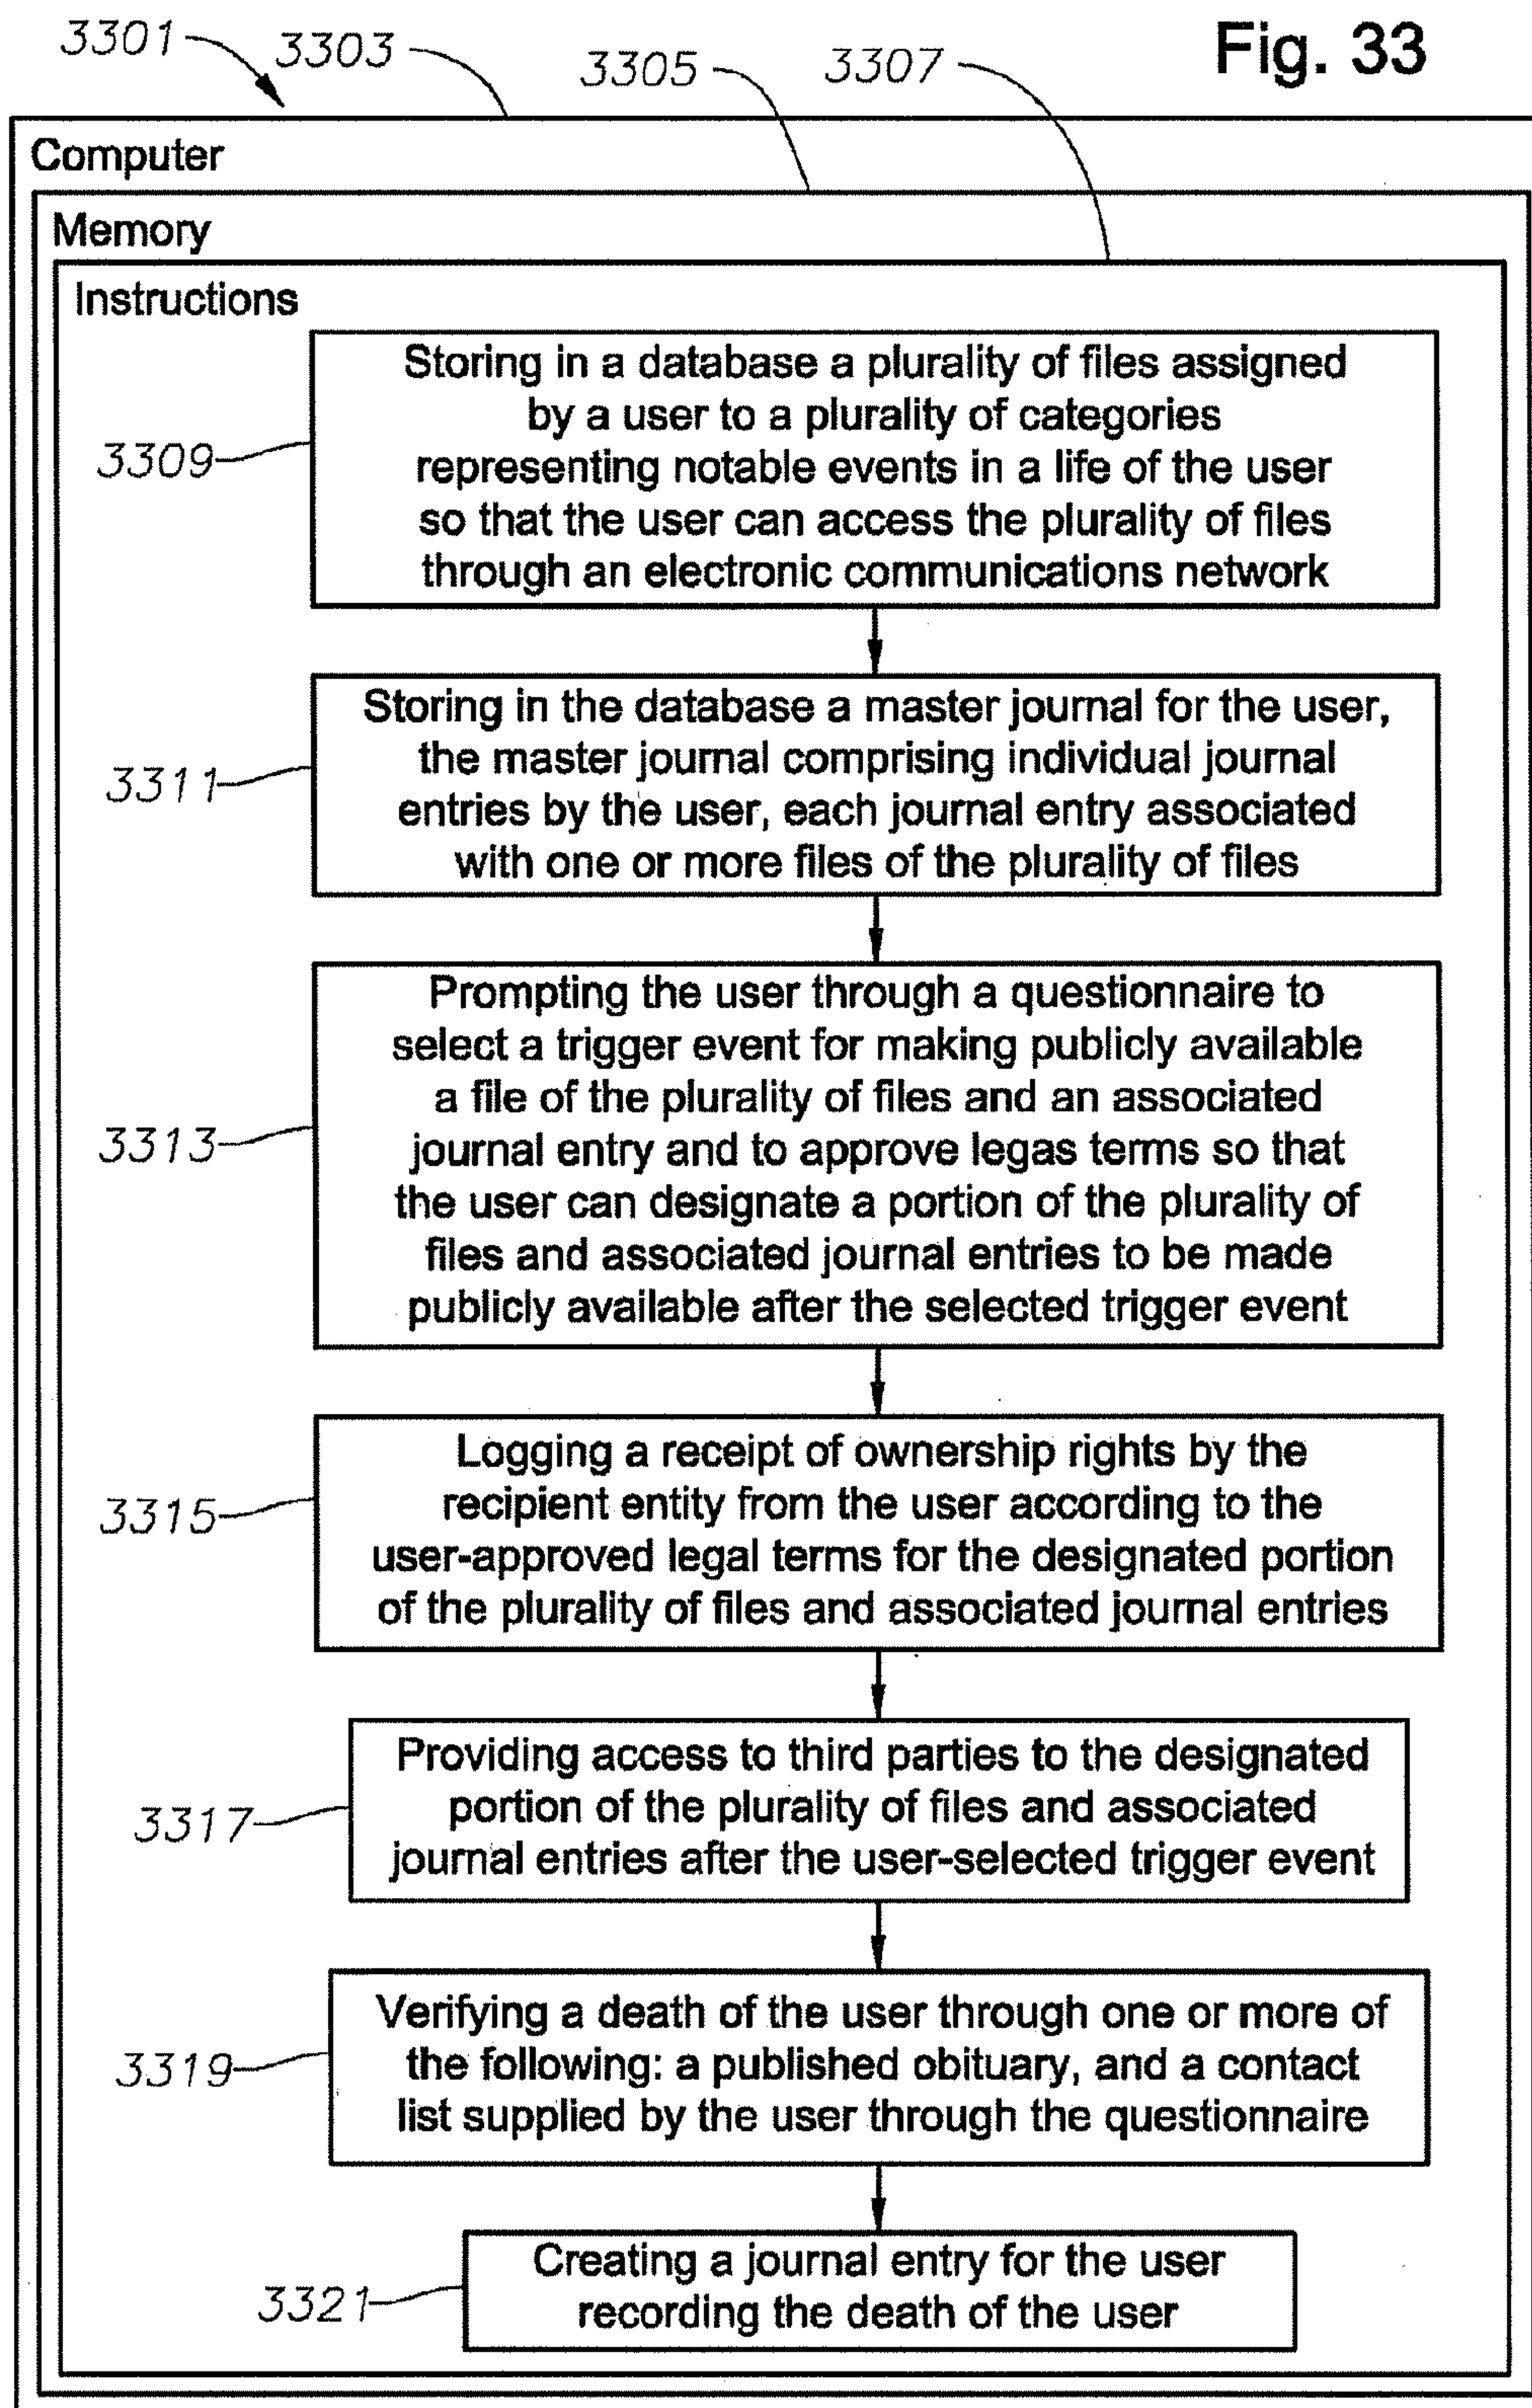 3301 3303 3305 3307 Fig. 33
Computer
Memory
Instructions
Storing in a database a plurality of files assigned
by a user to a plurality of categories
3309 representing notable events in a life of the user
so that the user can access the plurality of files
through an electronic communications network
Storing in the database a master journal for the user,
the master journal comprising individual journal
3311 entries by the user, each journal entry associated
with one or more files of the plurality of files
Prompting the user through a questionnaire to
select a trigger event for making publicly available
a file of the plurality of files and an associated
3313 journal entry and to approve legas terms so that
the user can designate a portion of the plurality of
files and associated journal entries to be made
publicly available after the selected trigger event
Logging a receipt of ownership rights by the
3315 recipient entity from the user according to the
user-approved legal terms for the designated portion
of the plurality of files and associated journal entries
Providing access to third parties to the designated
3317 portion of the plurality of files and associated
journal entries after the user-selected trigger event
Verifying a death of the user through one or more of
3319 the following: a published obituary, and a contact
list supplied by the user through the questionnaire
Creating a journal entry for the user
3321 recording the death of the user